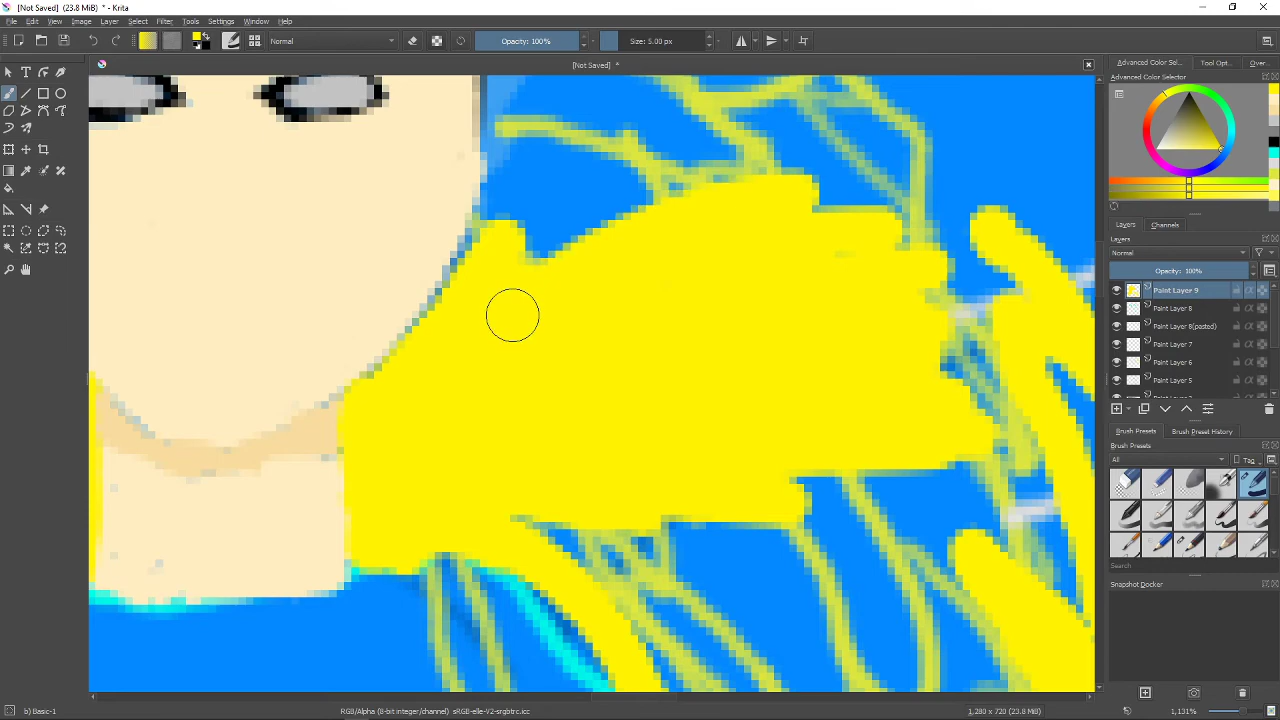 [Not Saved] (23.8 MiB) * - Krita
File Edit View Image Layer Select Filter Tools Settings Window Help
Normal Opacity: 100% Size: 5.00 px
[Not Saved] *
Advanced Color Sel... Tool Opt... Over...
Advanced Color Selector
Layers Channels
Layers
Normal
Opacity: 100%
Paint Layer 9
Paint Layer 8
Paint Layer 8(pasted)
Paint Layer 7
Paint Layer 6
Paint Layer 5
Brush Presets Brush Preset History
Brush Presets
All Tag
Search
Snapshot Docker
b) Basic-1 RGB/Alpha (8-bit integer/channel) sRGB-elle-V2-srgbtrc.icc 1,280 x 720 (23.8 MiB) 1,131%